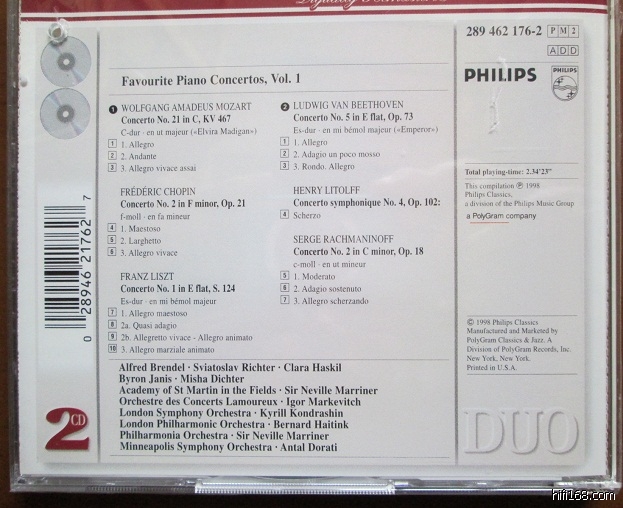 Digitally Remastered
289 462 176-2 PM2
ADD
PHILIPS
PHILIPS
Favourite Piano Concertos, Vol. 1
1 WOLFGANG AMADEUS MOZART
Concerto No. 21 in C, KV 467
C-dur · en ut majeur («Elvira Madigan»)
1 1. Allegro
2 2. Andante
3 3. Allegro vivace assai
FRÉDÉRIC CHOPIN
Concerto No. 2 in F minor, Op. 21
f-moll · en fa mineur
4 1. Maestoso
5 2. Larghetto
6 3. Allegro vivace
FRANZ LISZT
Concerto No. 1 in E flat, S. 124
Es-dur · en mi bémol majeur
7 1. Allegro maestoso
8 2a. Quasi adagio
9 2b. Allegretto vivace - Allegro animato
10 3. Allegro marziale animato
2 LUDWIG VAN BEETHOVEN
Concerto No. 5 in E flat, Op. 73
Es-dur · en mi bémol majeur («Emperor»)
1 1. Allegro
2 2. Adagio un poco mosso
3 3. Rondo. Allegro
HENRY LITOLFF
Concerto symphonique No. 4, Op. 102:
4 Scherzo
SERGE RACHMANINOFF
Concerto No. 2 in C minor, Op. 18
c-moll · en ut mineur
5 1. Moderato
6 2. Adagio sostenuto
7 3. Allegro scherzando
Alfred Brendel · Sviatoslav Richter · Clara Haskil
Byron Janis · Misha Dichter
Academy of St Martin in the Fields · Sir Neville Marriner
Orchestre des Concerts Lamoureux · Igor Markevitch
London Symphony Orchestra · Kyrill Kondrashin
London Philharmonic Orchestra · Bernard Haitink
Philharmonia Orchestra · Sir Neville Marriner
Minneapolis Symphony Orchestra · Antal Dorati
Total playing-time: 2.34'23"
This compilation ℗ 1998
Philips Classics,
a division of the Philips Music Group
a PolyGram company
© 1998 Philips Classics
Manufactured and Marketed by
PolyGram Classics & Jazz. A
Division of PolyGram Records, Inc.
New York, New York.
Printed in U.S.A.
0 28946 21762 7
2CD
DUO
hifi168.com